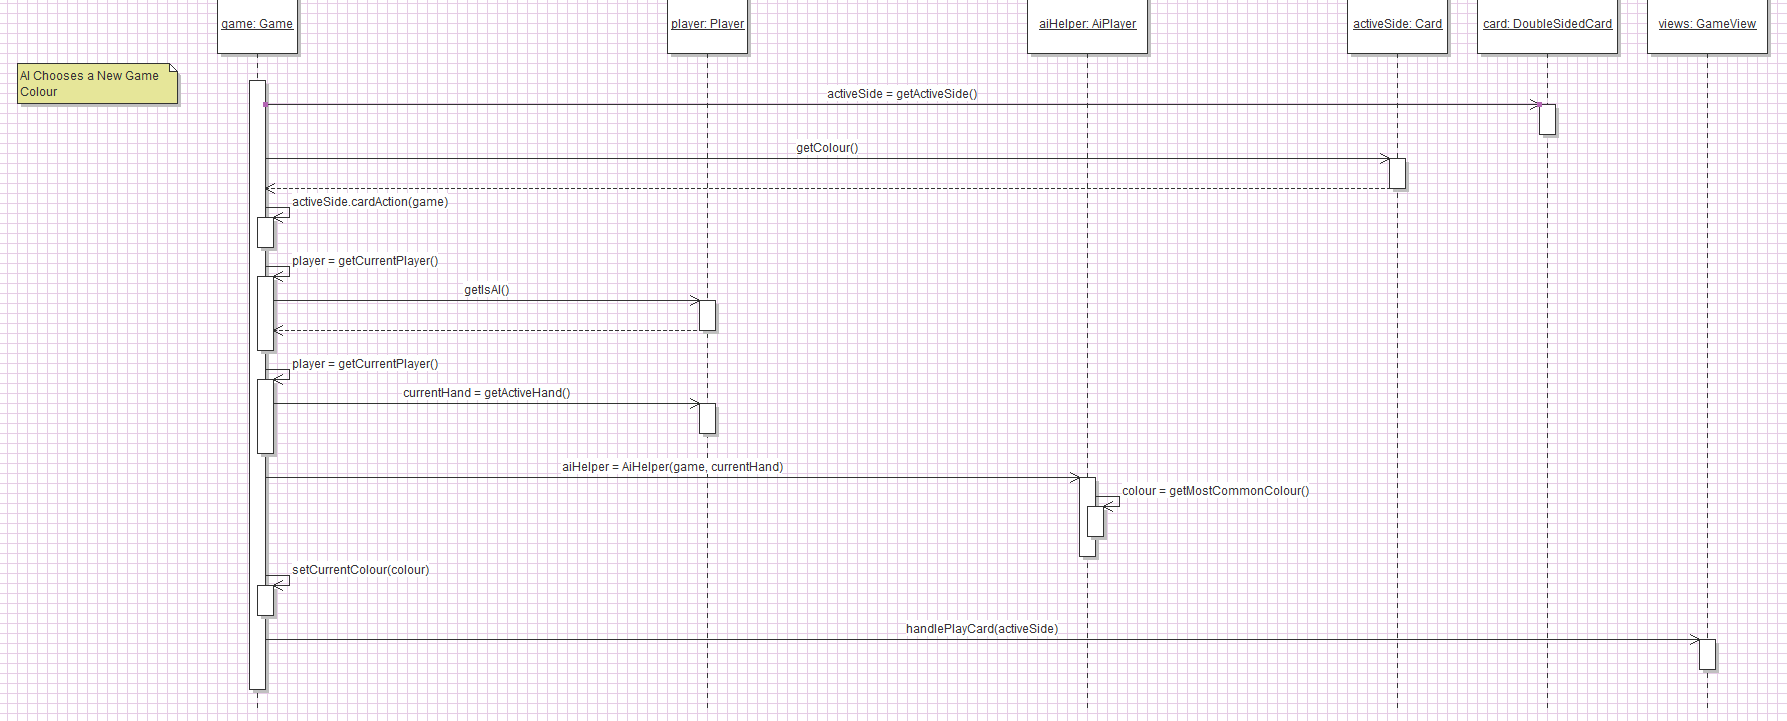 game: Game
player: Player
aiHelper: AiPlayer
activeSide: Card
card: DoubleSidedCard
views: GameView
AI Chooses a New Game
Colour
activeSide = getActiveSide()
getColour()
activeSide.cardAction(game)
player = getCurrentPlayer()
getIsAI()
player = getCurrentPlayer()
currentHand = getActiveHand()
aiHelper = AiHelper(game, currentHand)
colour = getMostCommonColour()
setCurrentColour(colour)
handlePlayCard(activeSide)